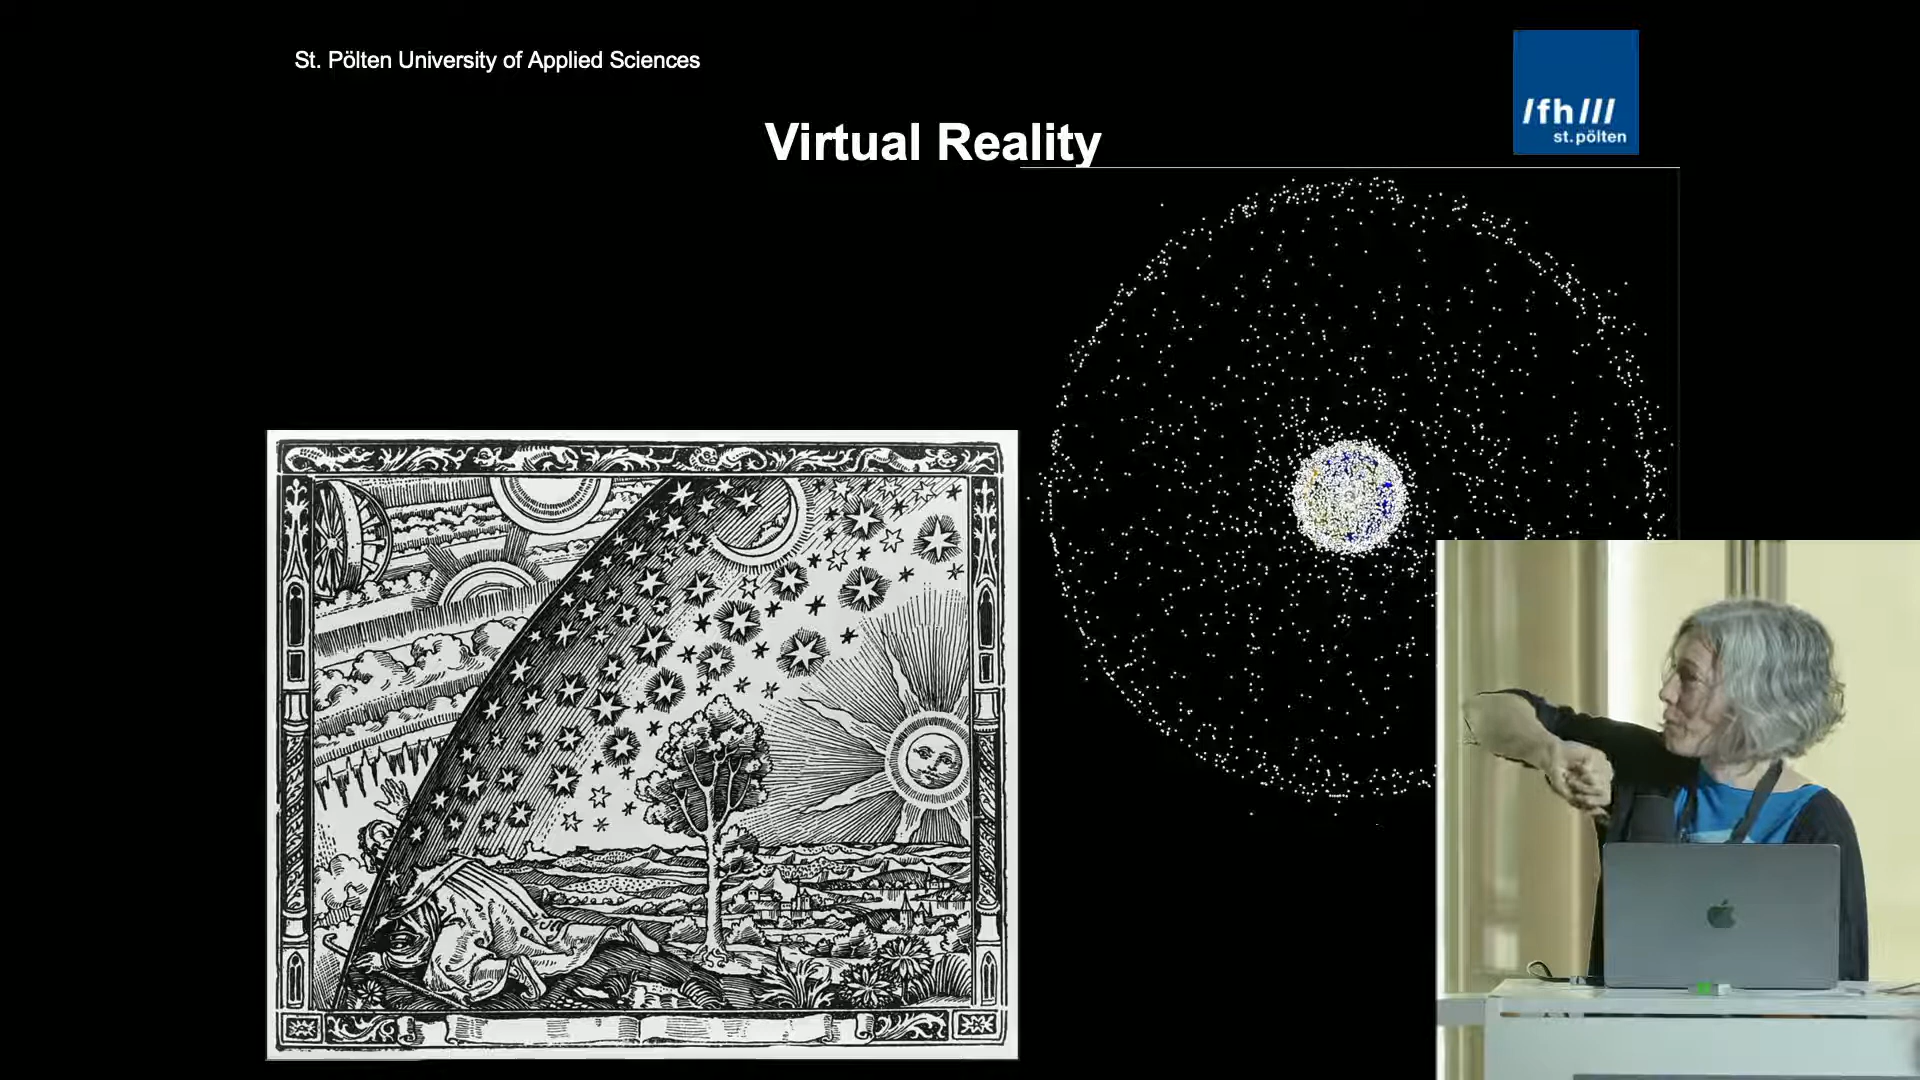 St. Pölten University of Applied Sciences
/fh///
st.pölten
Virtual Reality